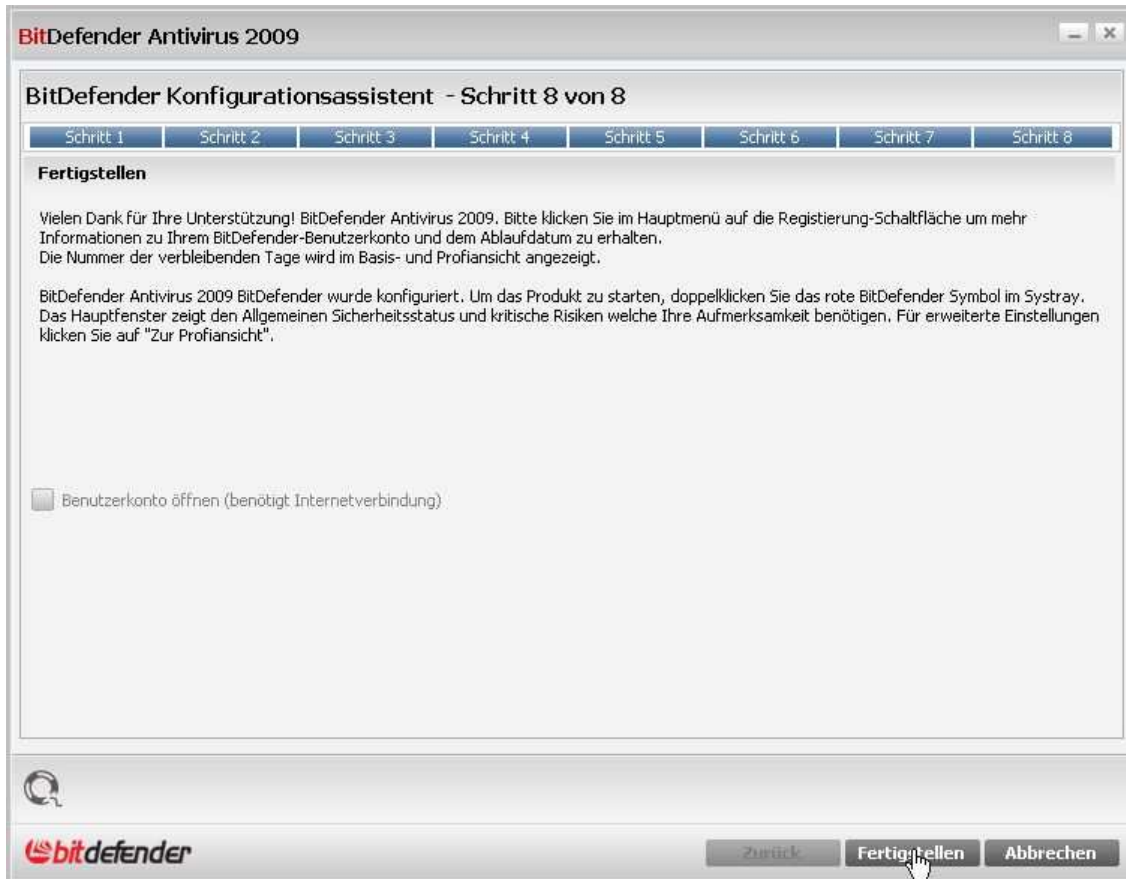 BitDefender Antivirus 2009
BitDefender Konfigurationsassistent - Schritt 8 von 8
Schritt 1 Schritt 2 Schritt 3 Schritt 4 Schritt 5 Schritt 6 Schritt 7 Schritt 8
Fertigstellen
Vielen Dank für Ihre Unterstützung! BitDefender Antivirus 2009. Bitte klicken Sie im Hauptmenü auf die Registierung-Schaltfläche um mehr
Informationen zu Ihrem BitDefender-Benutzerkonto und dem Ablaufdatum zu erhalten.
Die Nummer der verbleibenden Tage wird im Basis- und Profiansicht angezeigt.
BitDefender Antivirus 2009 BitDefender wurde konfiguriert. Um das Produkt zu starten, doppelklicken Sie das rote BitDefender Symbol im Systray.
Das Hauptfenster zeigt den Allgemeinen Sicherheitsstatus und kritische Risiken welche Ihre Aufmerksamkeit benötigen. Für erweiterte Einstellungen
klicken Sie auf "Zur Profiansicht".
Benutzerkonto öffnen (benötigt Internetverbindung)
bitdefender
Zurück Fertigstellen Abbrechen